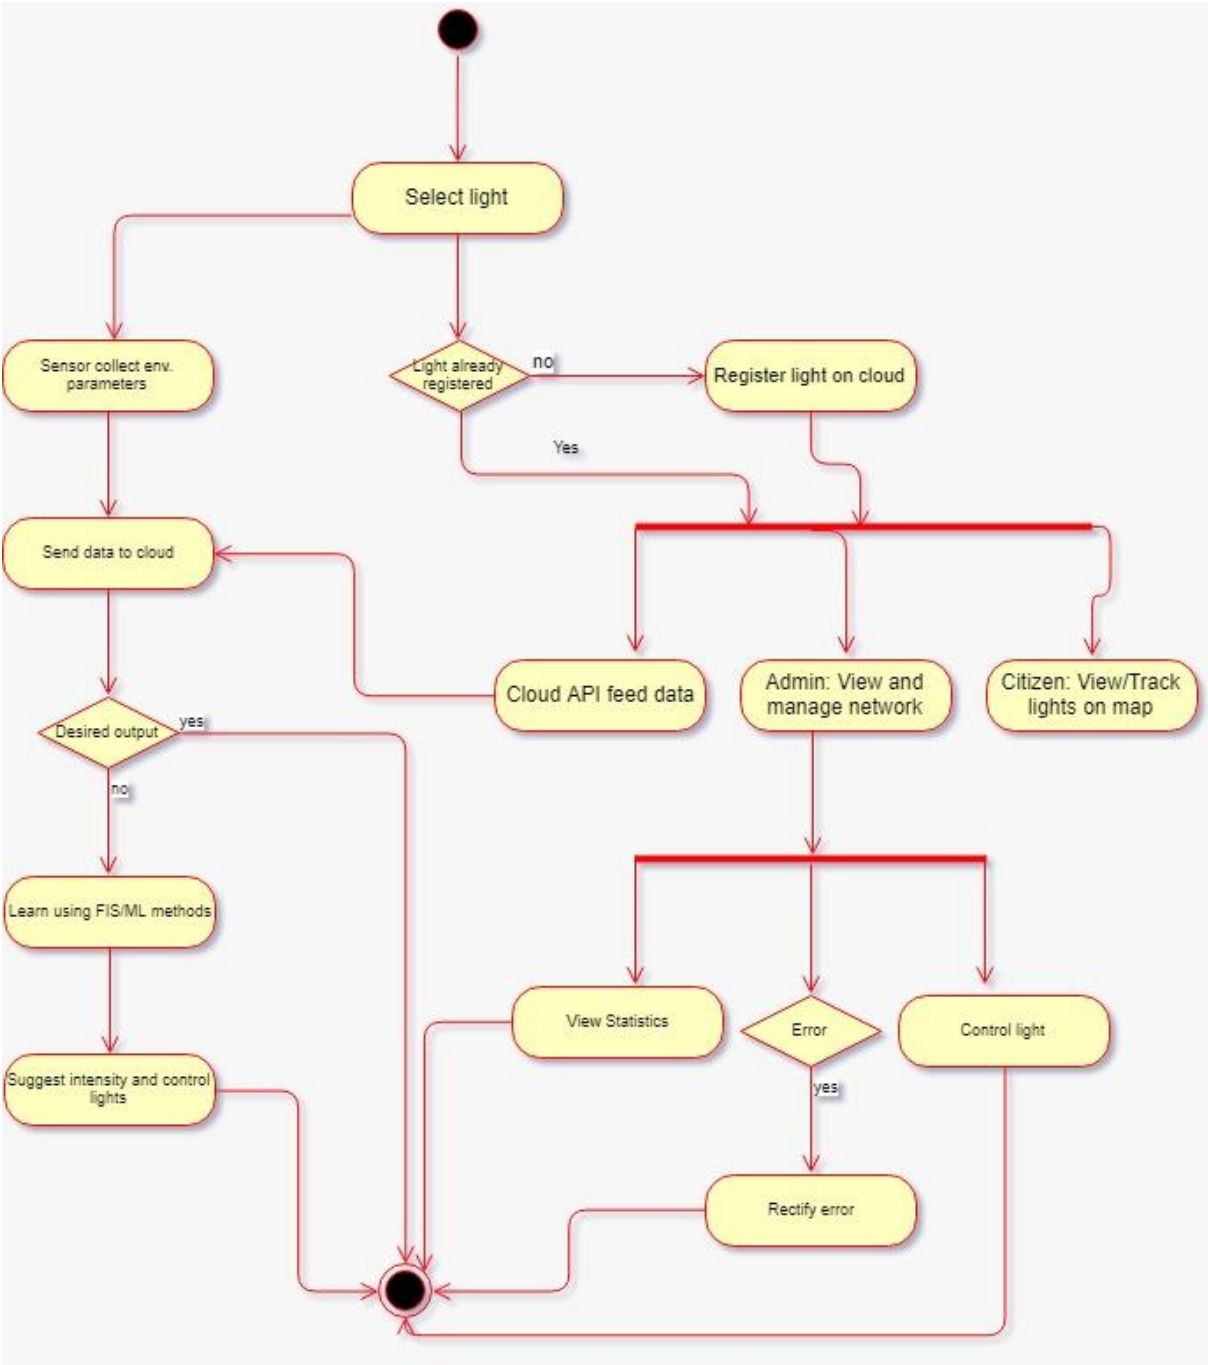 Select light
Sensor collect env.
parameters
Light already
registered
no
Register light on cloud
Yes
Send data to cloud
Cloud API feed data
Admin: View and
manage network
Citizen: View/Track
lights on map
Desired output
yes
no
Learn using FIS/ML methods
View Statistics
Error
Control light
yes
Suggest intensity and control
lights
Rectify error